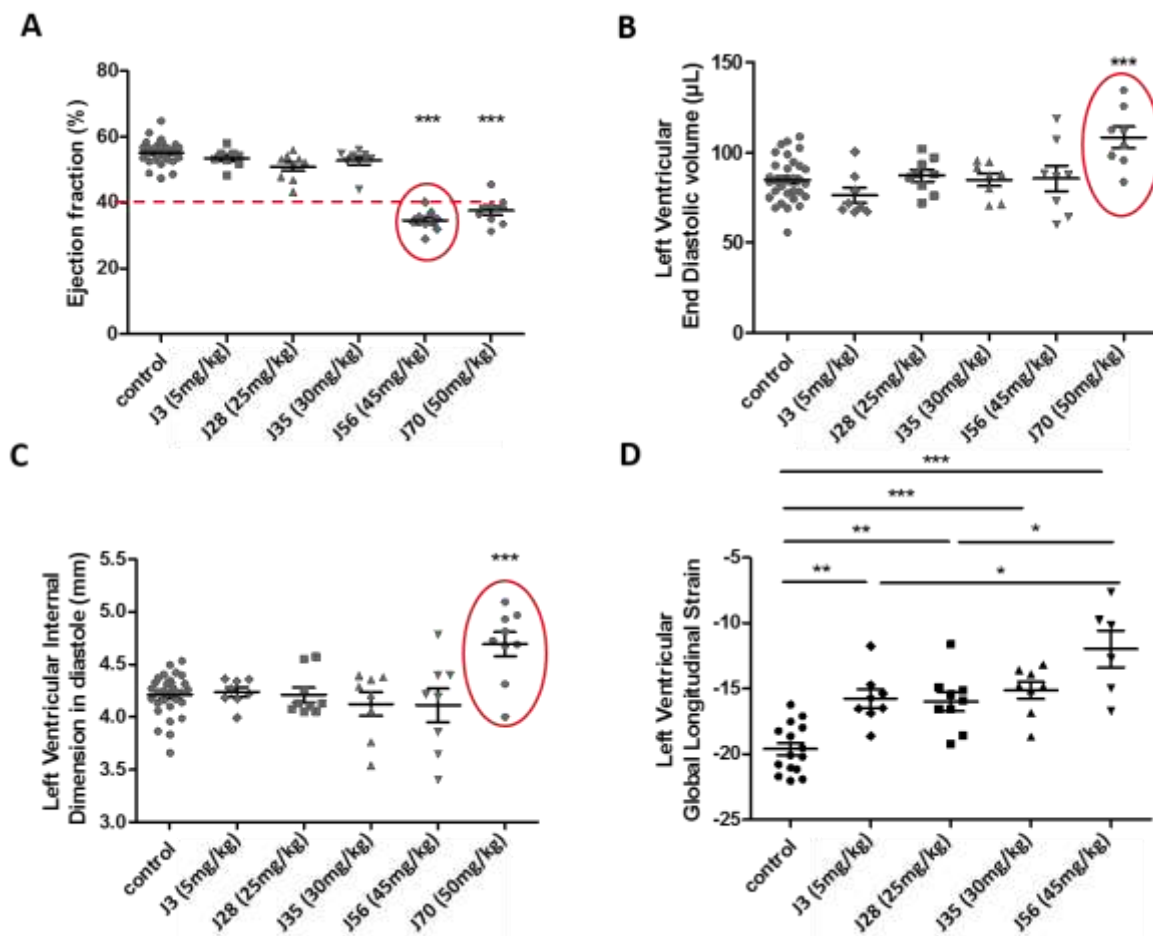 A
Ejection fraction (%)
80
60
40
20
0
***
***
control
J3 (5mg/kg)
J28 (25mg/kg)
J35 (30mg/kg)
J56 (45mg/kg)
J70 (50mg/kg)
B
Left Ventricular
End Diastolic volume (µL)
150
100
50
0
***
control
J3 (5mg/kg)
J28 (25mg/kg)
J35 (30mg/kg)
J56 (45mg/kg)
J70 (50mg/kg)
C
Left Ventricular Internal
Dimension in diastole (mm)
5.5
5.0
4.5
4.0
3.5
3.0
***
control
J3 (5mg/kg)
J28 (25mg/kg)
J35 (30mg/kg)
J56 (45mg/kg)
J70 (50mg/kg)
D
Left Ventricular
Global Longitudinal Strain
***
***
**
*
**
*
-5
-10
-15
-20
-25
control
J3 (5mg/kg)
J28 (25mg/kg)
J35 (30mg/kg)
J56 (45mg/kg)